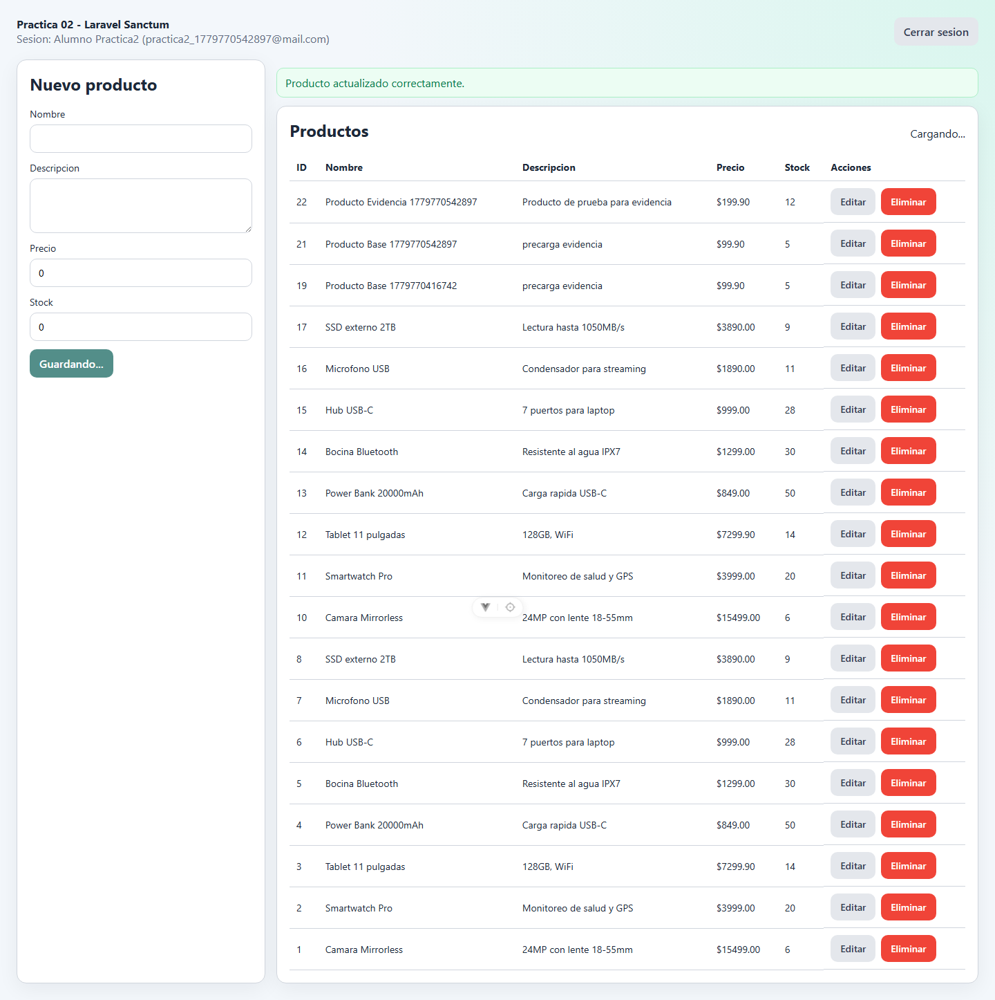 Practica 02 - Laravel Sanctum
Sesion: Alumno Practica2 (practica2_1779770542897@mail.com)
Cerrar sesion
Nuevo producto
Nombre
Descripcion
Precio
0
Stock
0
Guardando...
Producto actualizado correctamente.
Productos
Cargando...
ID Nombre Descripcion Precio Stock Acciones
22 Producto Evidencia 1779770542897 Producto de prueba para evidencia $199.90 12 Editar Eliminar
21 Producto Base 1779770542897 precarga evidencia $99.90 5 Editar Eliminar
19 Producto Base 1779770416742 precarga evidencia $99.90 5 Editar Eliminar
17 SSD externo 2TB Lectura hasta 1050MB/s $3890.00 9 Editar Eliminar
16 Microfono USB Condensador para streaming $1890.00 11 Editar Eliminar
15 Hub USB-C 7 puertos para laptop $999.00 28 Editar Eliminar
14 Bocina Bluetooth Resistente al agua IPX7 $1299.00 30 Editar Eliminar
13 Power Bank 20000mAh Carga rapida USB-C $849.00 50 Editar Eliminar
12 Tablet 11 pulgadas 128GB, WiFi $7299.90 14 Editar Eliminar
11 Smartwatch Pro Monitoreo de salud y GPS $3999.00 20 Editar Eliminar
10 Camara Mirrorless 24MP con lente 18-55mm $15499.00 6 Editar Eliminar
8 SSD externo 2TB Lectura hasta 1050MB/s $3890.00 9 Editar Eliminar
7 Microfono USB Condensador para streaming $1890.00 11 Editar Eliminar
6 Hub USB-C 7 puertos para laptop $999.00 28 Editar Eliminar
5 Bocina Bluetooth Resistente al agua IPX7 $1299.00 30 Editar Eliminar
4 Power Bank 20000mAh Carga rapida USB-C $849.00 50 Editar Eliminar
3 Tablet 11 pulgadas 128GB, WiFi $7299.90 14 Editar Eliminar
2 Smartwatch Pro Monitoreo de salud y GPS $3999.00 20 Editar Eliminar
1 Camara Mirrorless 24MP con lente 18-55mm $15499.00 6 Editar Eliminar